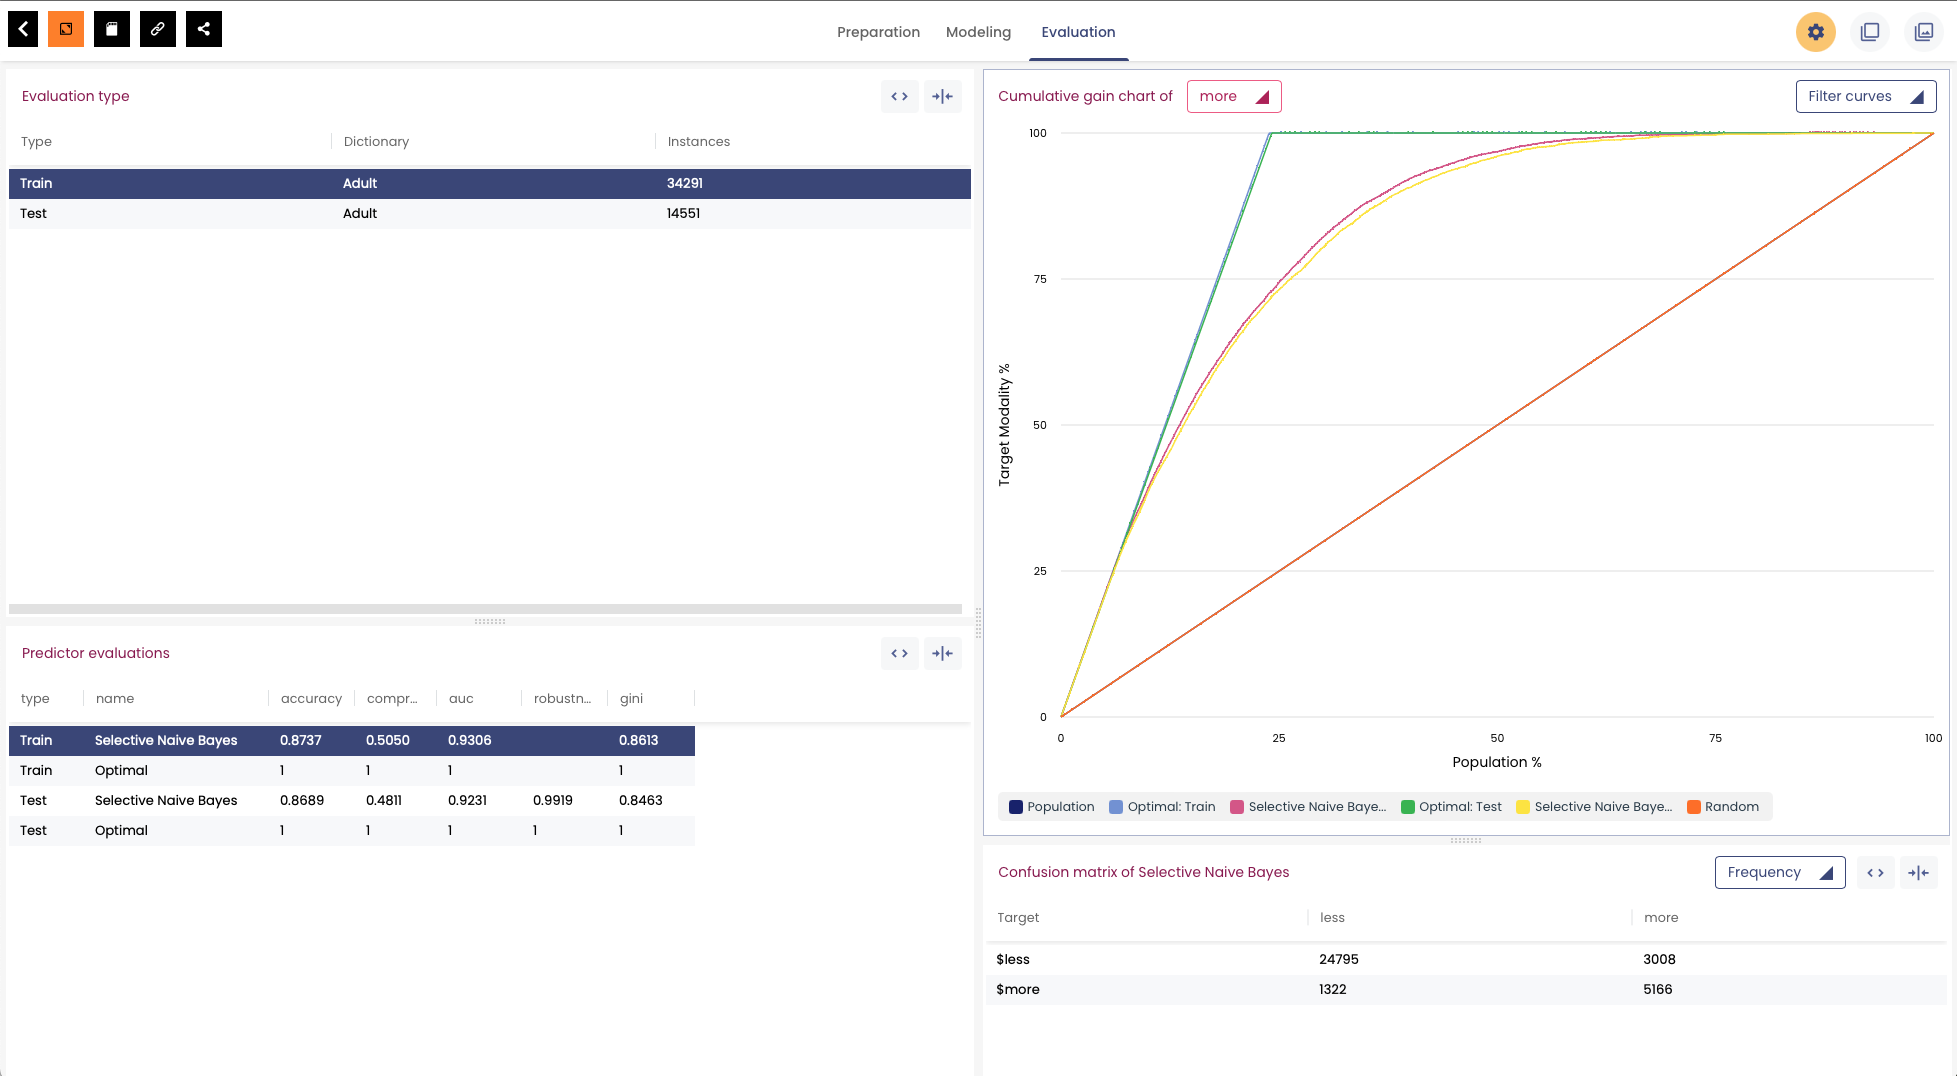 Preparation Modeling Evaluation
Evaluation type
Type Dictionary Instances
Train Adult 34291
Test Adult 14551
Predictor evaluations
type name accuracy compr... auc robustn... gini
Train Selective Naive Bayes 0.8737 0.5050 0.9306 0.8613
Train Optimal 1 1 1 1
Test Selective Naive Bayes 0.8689 0.4811 0.9231 0.9919 0.8463
Test Optimal 1 1 1 1 1
Cumulative gain chart of more Filter curves
100
75
50
25
0
Target Modality %
0 25 50 75 100
Population %
Population Optimal: Train Selective Naive Baye... Optimal: Test Selective Naive Baye... Random
Confusion matrix of Selective Naive Bayes Frequency
Target less more
$less 24795 3008
$more 1322 5166